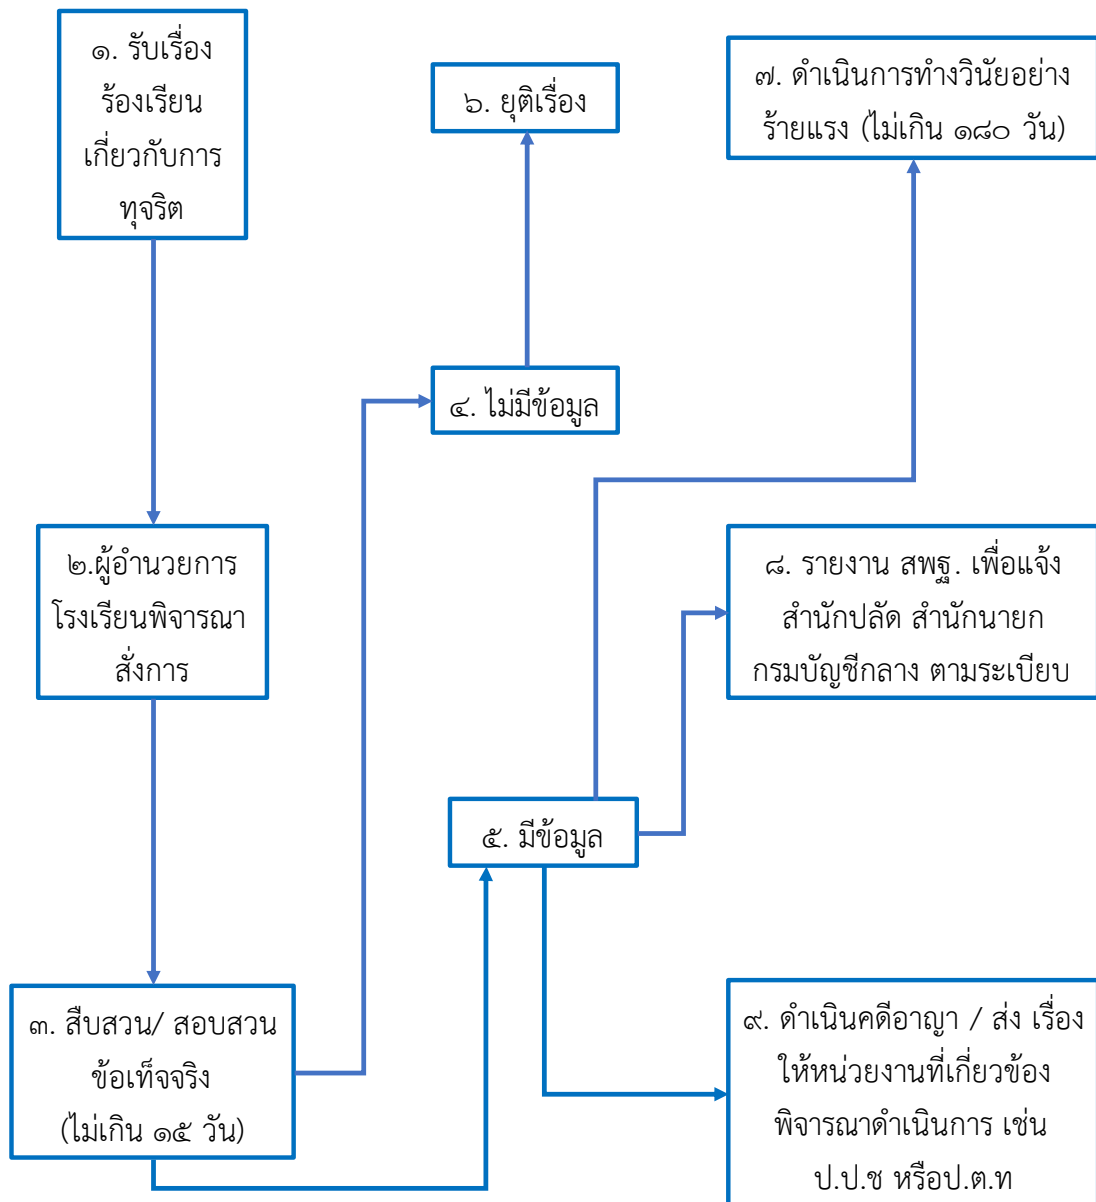 ๑. รับเรื่อง
ร้องเรียน
เกี่ยวกับการ
ทุจริต
๒.ผู้อำนวยการ
โรงเรียนพิจารณา
สั่งการ
๓. สืบสวน/ สอบสวน
ข้อเท็จจริง
(ไม่เกิน ๑๕ วัน)
๔. ไม่มีข้อมูล
๕. มีข้อมูล
๖. ยุติเรื่อง
๗. ดำเนินการทำงวินัยอย่าง
ร้ายแรง (ไม่เกิน ๑๘๐ วัน)
๘. รายงาน สพฐ. เพื่อแจ้ง
สำนักปลัด สำนักนายก
กรมบัญชีกลาง ตามระเบียบ
๙. ดำเนินคดีอาญา / ส่ง เรื่อง
ให้หน่วยงานที่เกี่ยวข้อง
พิจารณาดำเนินการ เช่น
ป.ป.ช หรือป.ต.ท